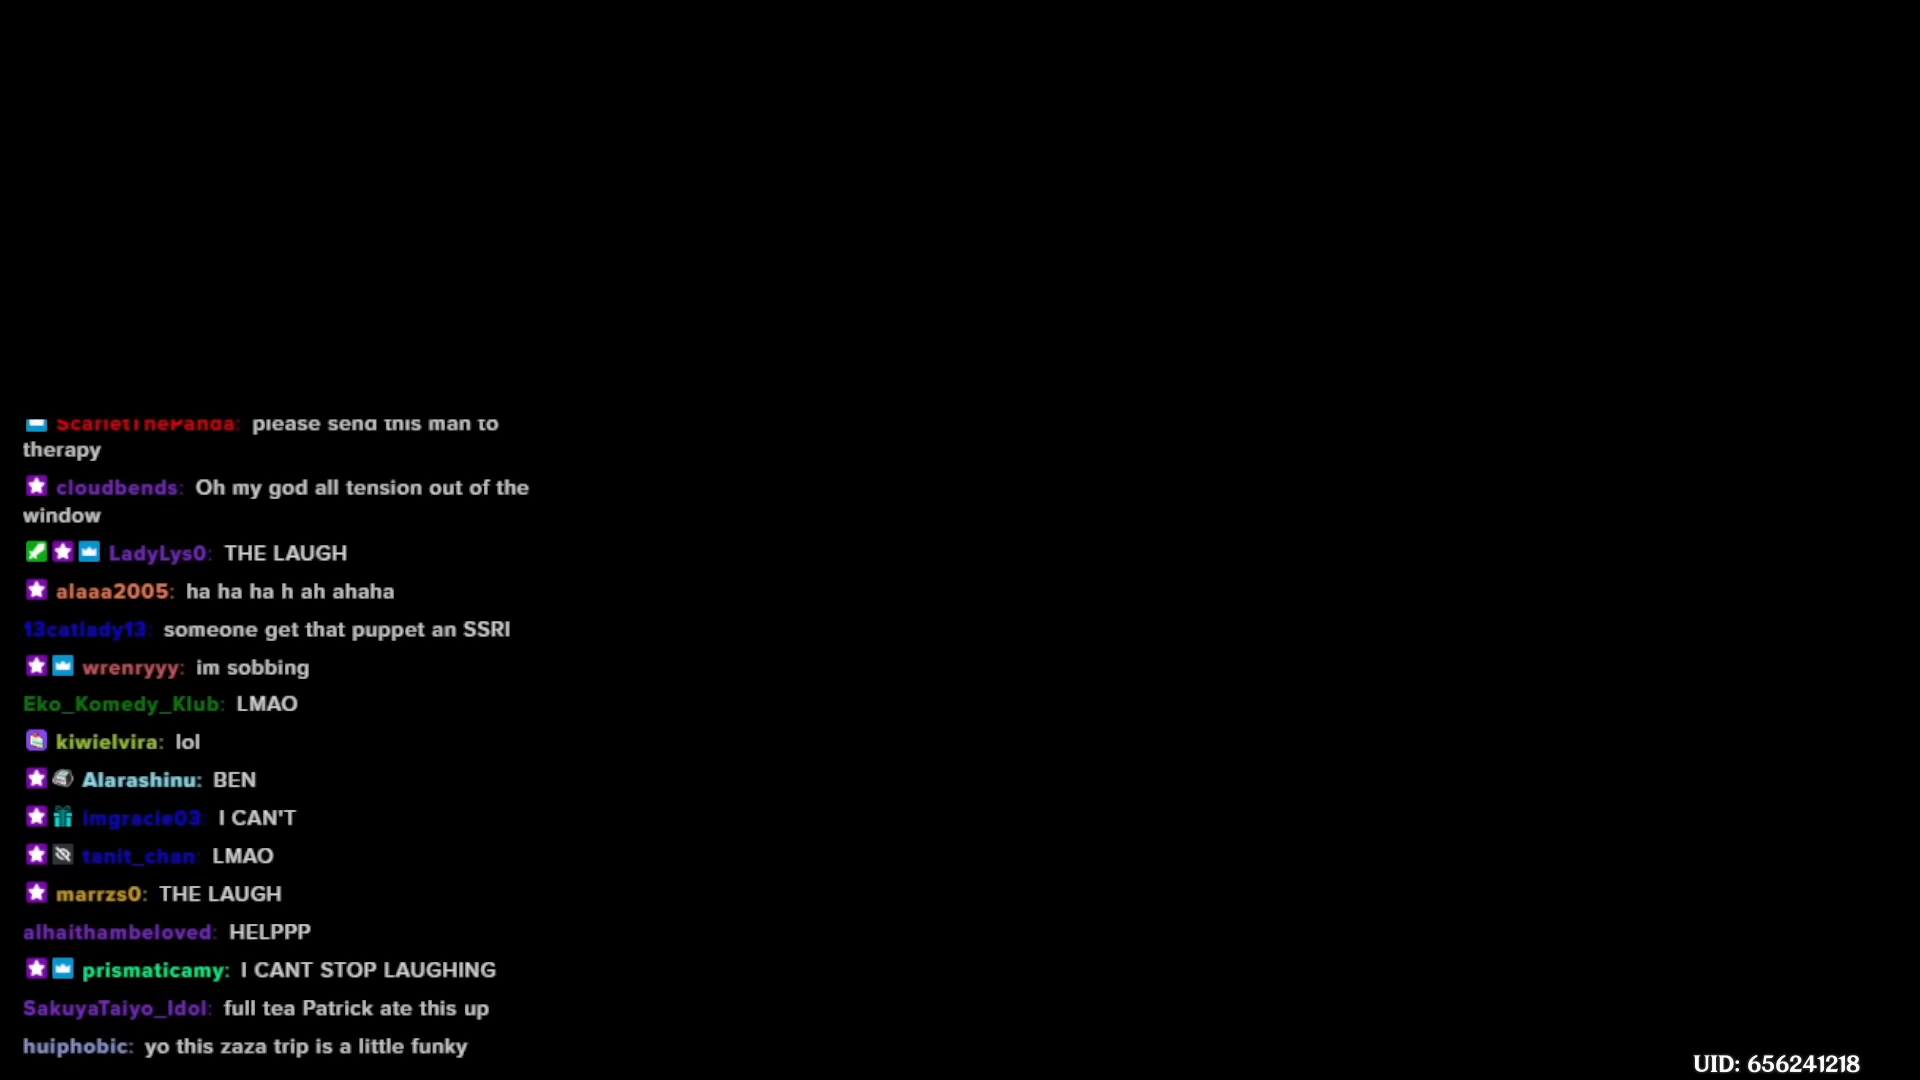 ScarletThePanda: please send this man to
therapy
cloudbends: Oh my god all tension out of the
window
LadyLys0: THE LAUGH
alaaa2005: ha ha ha h ah ahaha
13catlady13: someone get that puppet an SSRI
wrenryyy: im sobbing
Eko_Komedy_Klub: LMAO
kiwielvira: lol
Alarashinu: BEN
imgracie03: I CAN'T
tanit_chan: LMAO
marrzs0: THE LAUGH
alhaithambeloved: HELPPP
prismaticamy: I CANT STOP LAUGHING
SakuyaTaiyo_Idol: full tea Patrick ate this up
huiphobic: yo this zaza trip is a little funky
UID: 656241218